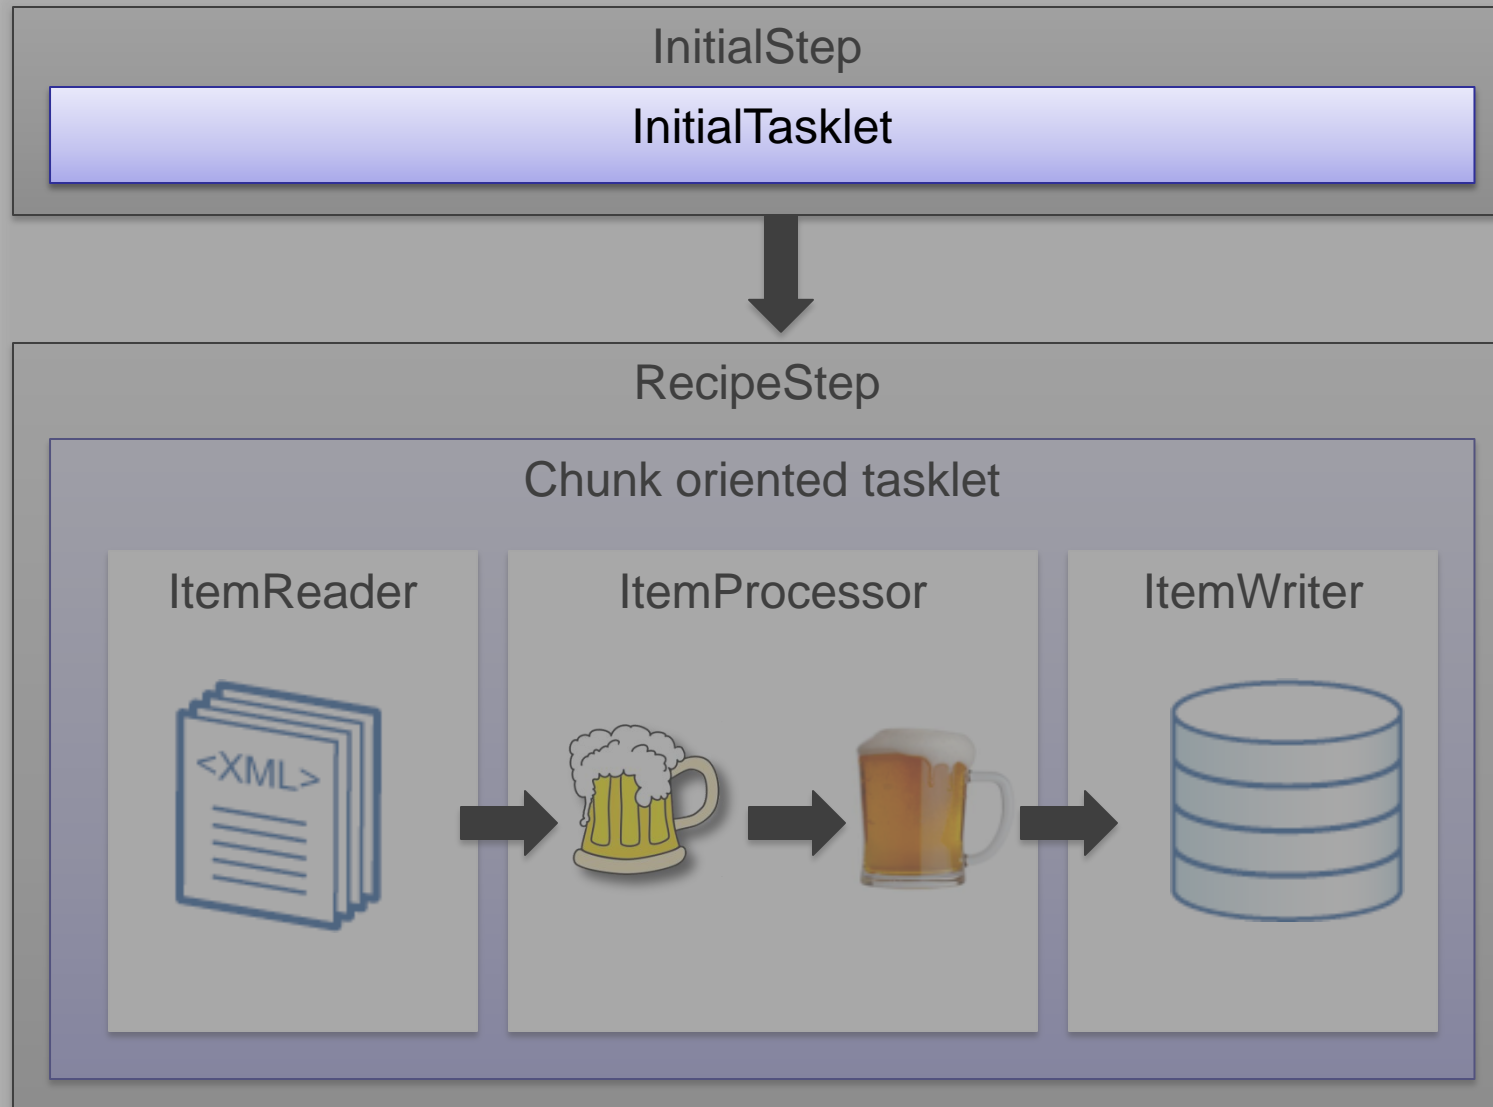 InitialStep
InitialTasklet
RecipeStep
Chunk oriented tasklet
ItemReader
ItemProcessor
ItemWriter
<XML>